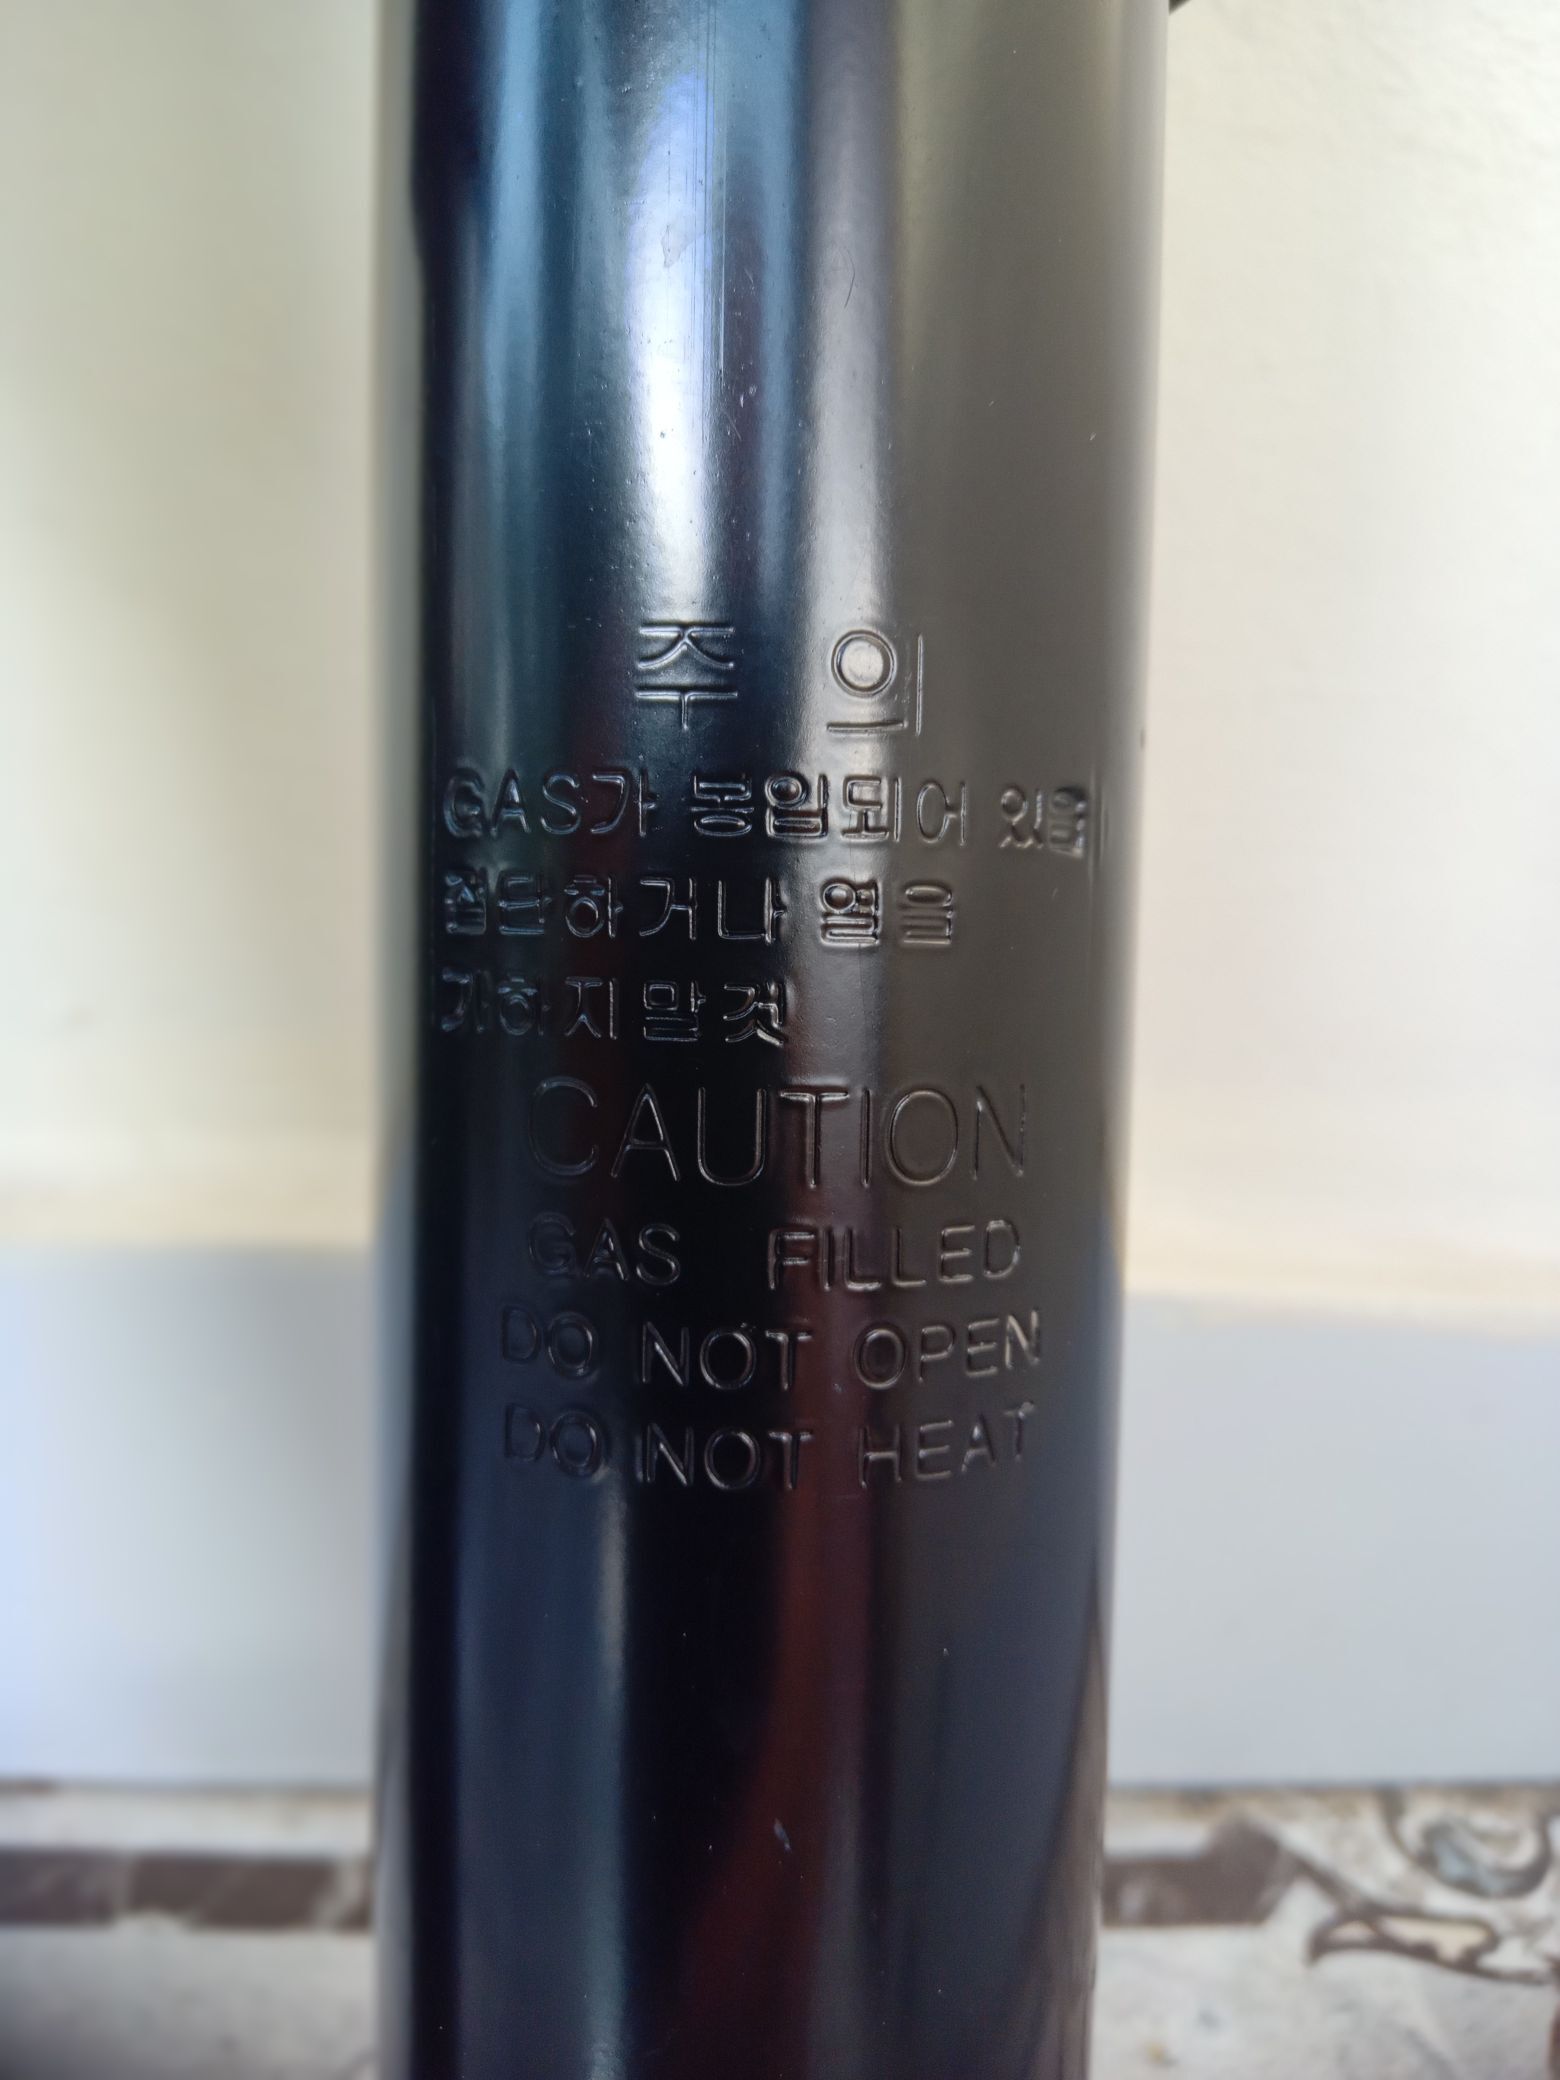 주 의
GAS가 봉입되어 있음
절단하거나 열을
가하지말것
CAUTION
GAS FILLED
DO NOT OPEN
DO NOT HEAT